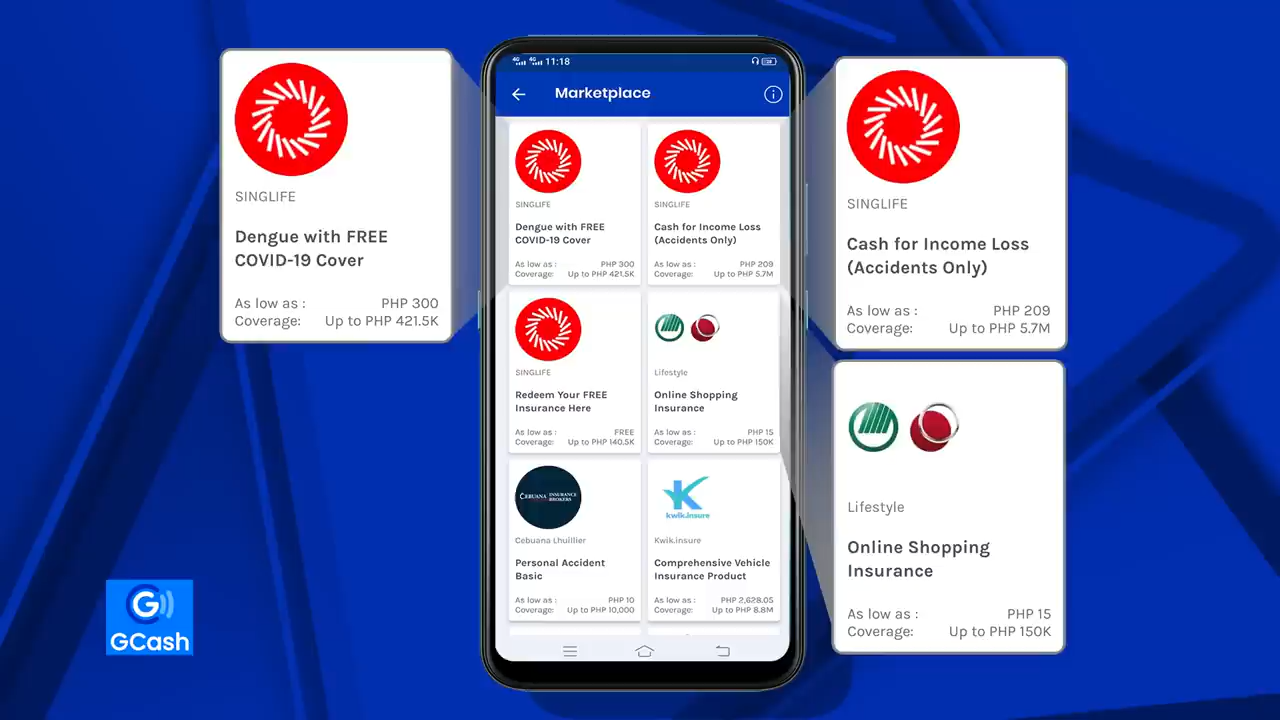 SINGLIFE
Dengue with FREE
COVID-19 Cover
As low as : PHP 300
Coverage: Up to PHP 421.5K
4G 4G 11:18
Marketplace
SINGLIFE
Dengue with FREE
COVID-19 Cover
As low as : PHP 300
Coverage: Up to PHP 421.5K
SINGLIFE
Cash for Income Loss
(Accidents Only)
As low as : PHP 209
Coverage: Up to PHP 5.7M
SINGLIFE
Redeem Your FREE
Insurance Here
As low as : FREE
Coverage: Up to PHP 140.5K
Lifestyle
Online Shopping
Insurance
As low as : PHP 15
Coverage: Up to PHP 150K
CEBUANA INSURANCE
BROKERS
Cebuana Lhuillier
Personal Accident
Basic
As low as : PHP 10
Coverage: Up to PHP 10,000
kwik.insure
Kwik.insure
Comprehensive Vehicle
Insurance Product
As low as : PHP 2,628.05
Coverage: Up to PHP 8.8M
SINGLIFE
Cash for Income Loss
(Accidents Only)
As low as : PHP 209
Coverage: Up to PHP 5.7M
Lifestyle
Online Shopping
Insurance
As low as : PHP 15
Coverage: Up to PHP 150K
G
GCash